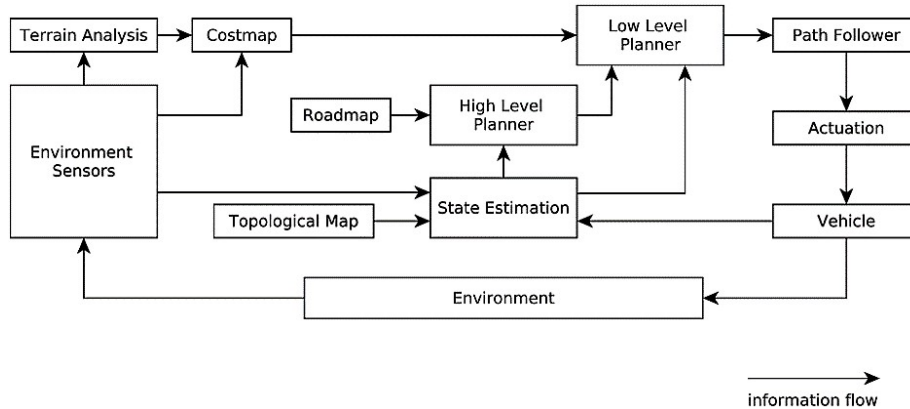 Terrain Analysis
Costmap
Low Level
Planner
Path Follower
Roadmap
High Level
Planner
Actuation
Environment
Sensors
Topological Map
State Estimation
Vehicle
Environment
information flow